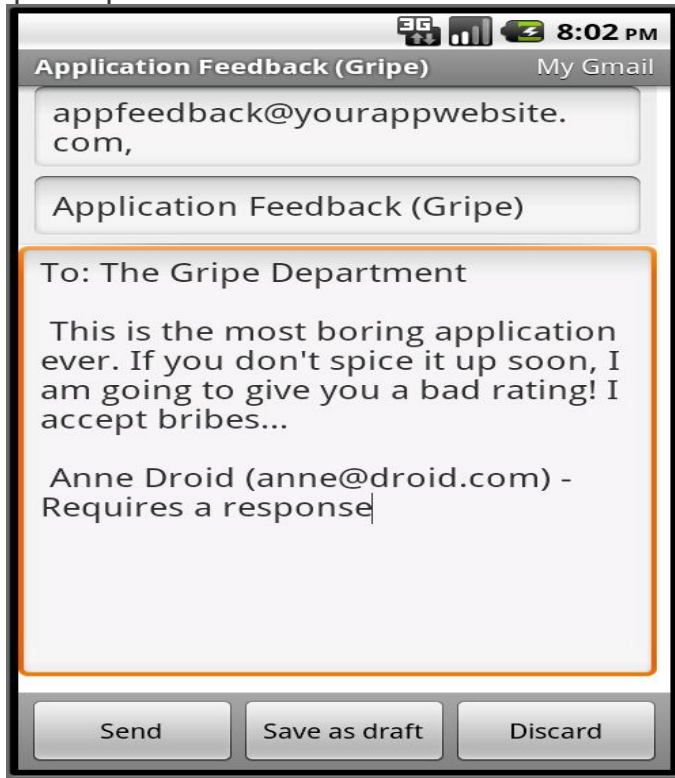 3G 8:02 PM
Application Feedback (Gripe) My Gmail
appfeedback@yourappwebsite.
com,
Application Feedback (Gripe)
To: The Gripe Department
This is the most boring application
ever. If you don't spice it up soon, I
am going to give you a bad rating! I
accept bribes...
Anne Droid (anne@droid.com) -
Requires a response
Send Save as draft Discard